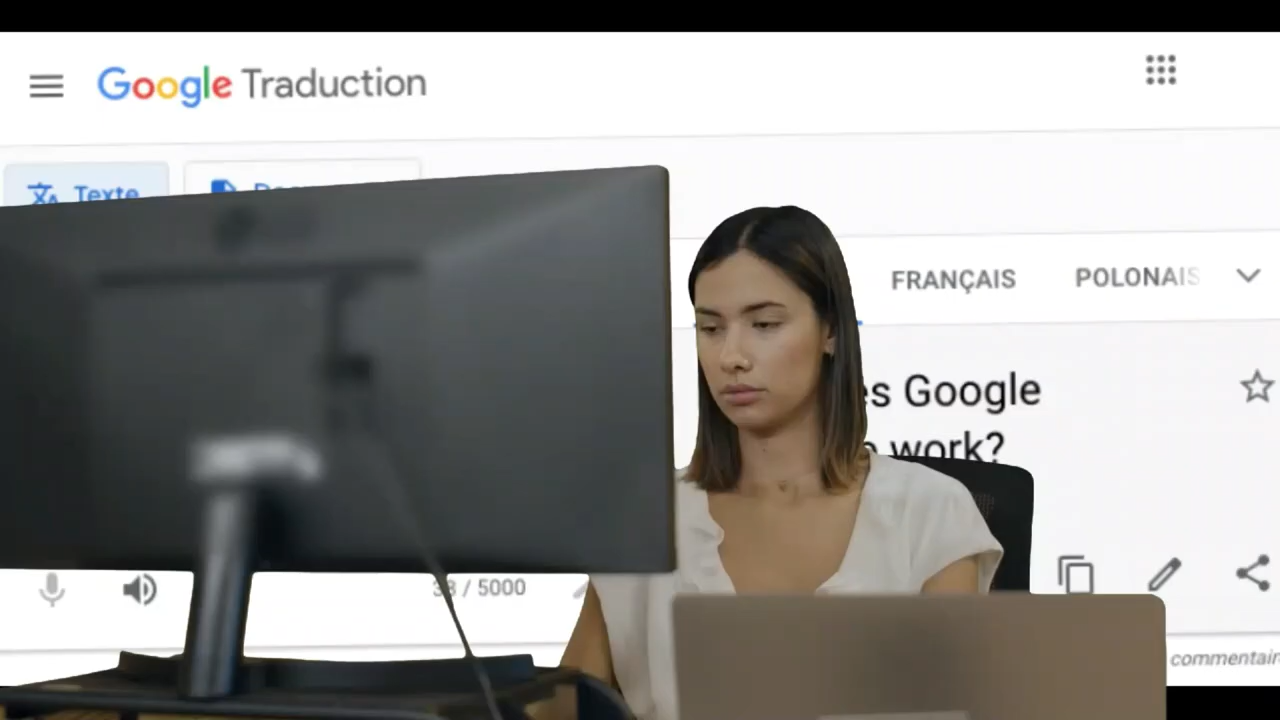 Google Traduction
Texte
FRANÇAIS
POLONAIS
es Google
work?
/ 5000
commentair